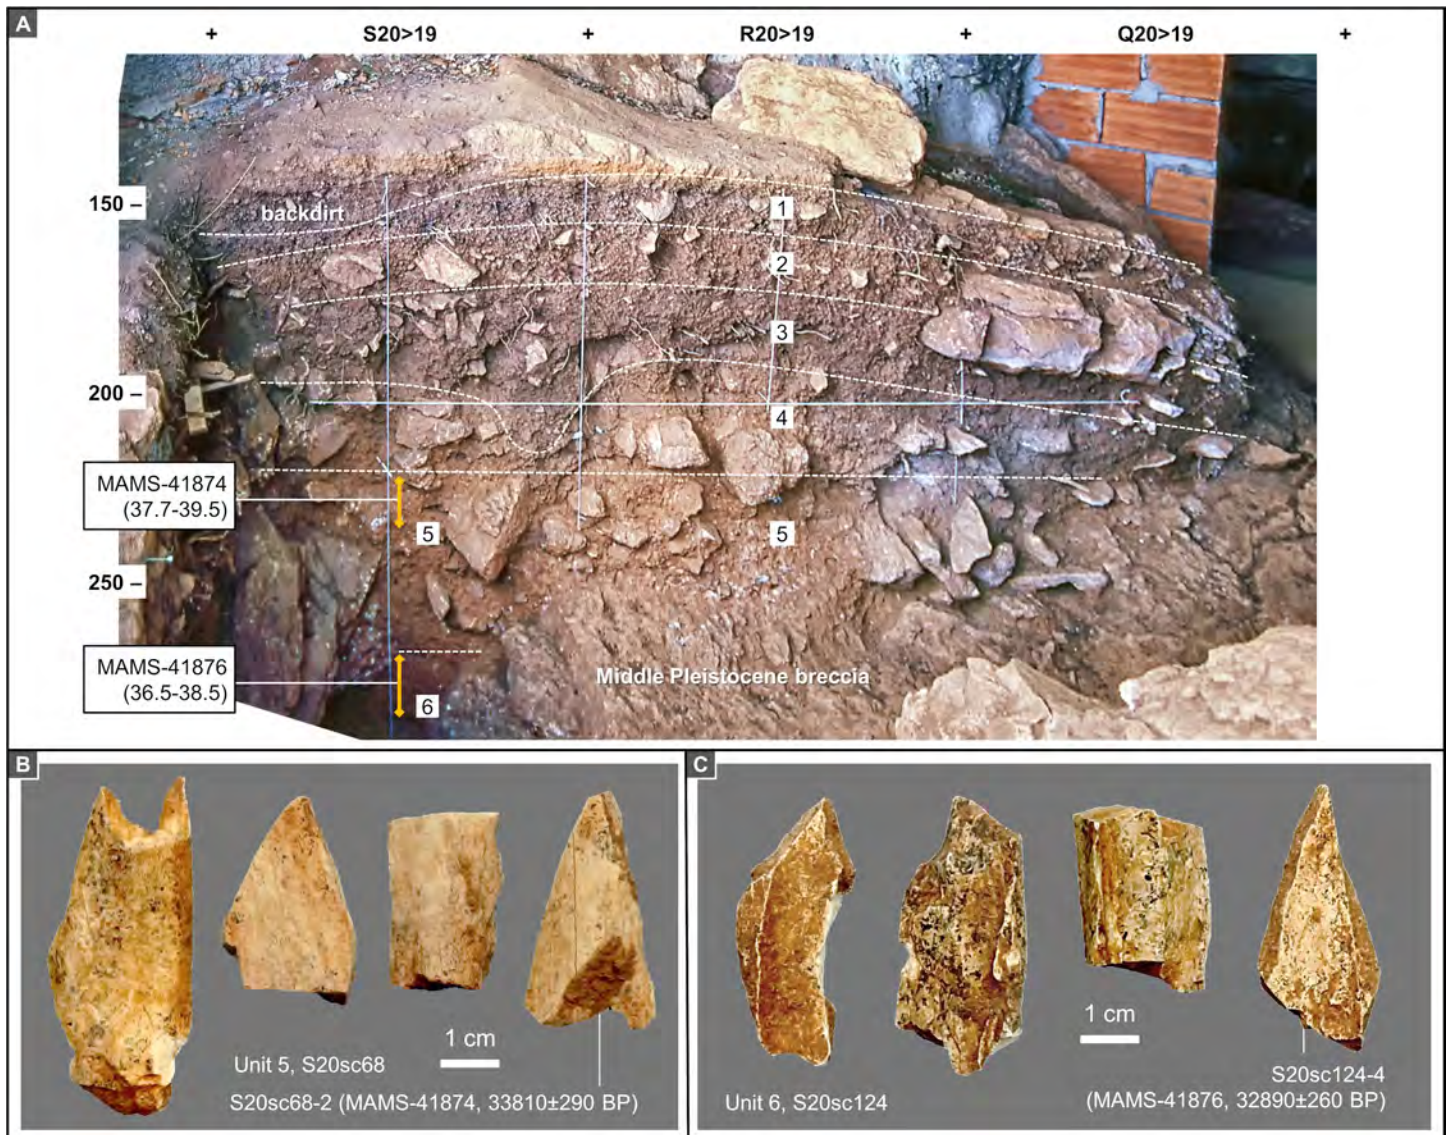 A
+ S20>19 + R20>19 + Q20>19 +
150 –
backdirt
1
2
3
200 –
4
MAMS-41874
(37.7-39.5)
5
5
250 –
MAMS-41876
(36.5-38.5)
Middle Pleistocene breccia
6
B
1 cm
Unit 5, S20sc68
S20sc68-2 (MAMS-41874, 33810±290 BP)
C
1 cm
S20sc124-4
Unit 6, S20sc124
(MAMS-41876, 32890±260 BP)